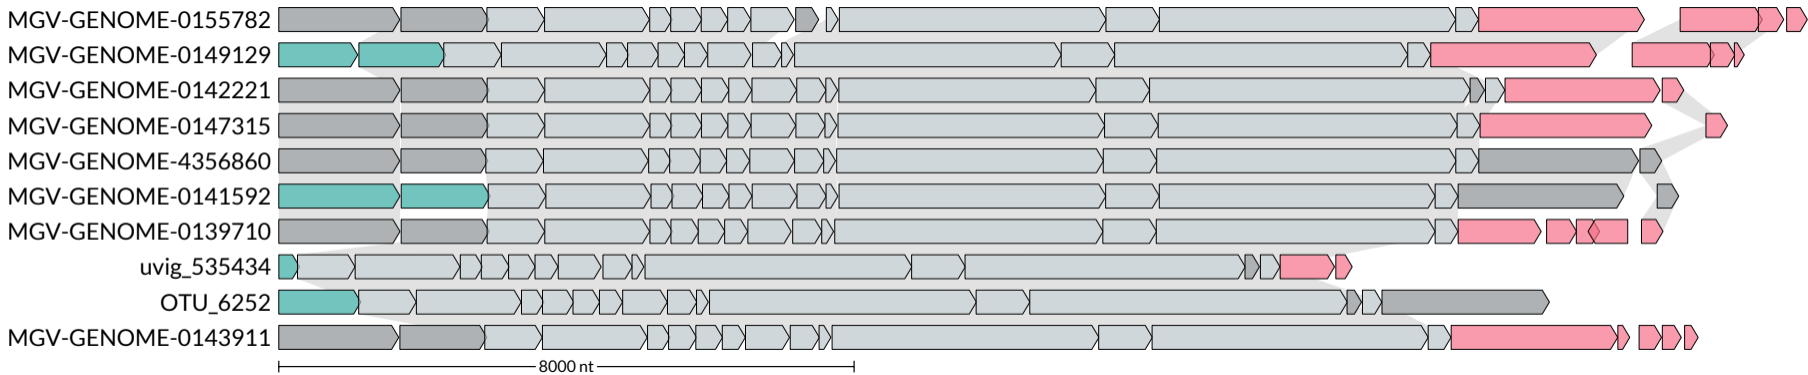 MGV-GENOME-0155782
MGV-GENOME-0149129
MGV-GENOME-0142221
MGV-GENOME-0147315
MGV-GENOME-4356860
MGV-GENOME-0141592
MGV-GENOME-0139710
uvig_535434
OTU_6252
MGV-GENOME-0143911
8000 nt